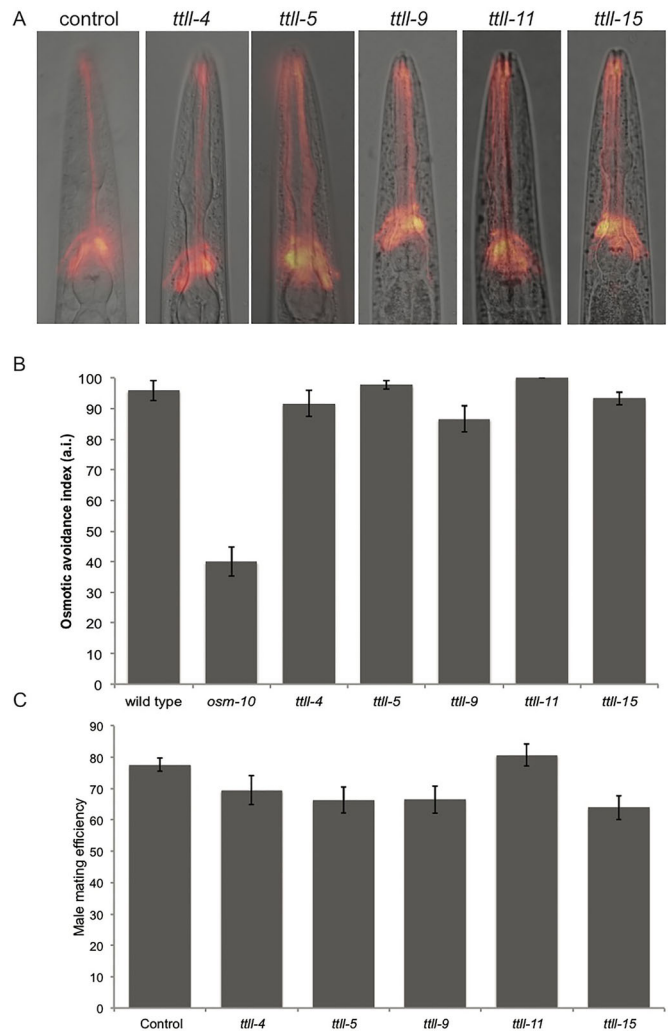 A
control ttll-4 ttll-5 ttll-9 ttll-11 ttll-15
B
Osmotic avoidance index (a.i.)
100
90
80
70
60
50
40
30
20
10
0
wild type osm-10 ttll-4 ttll-5 ttll-9 ttll-11 ttll-15
C
Male mating efficiency
90
80
70
60
50
40
30
20
10
0
Control ttll-4 ttll-5 ttll-9 ttll-11 ttll-15